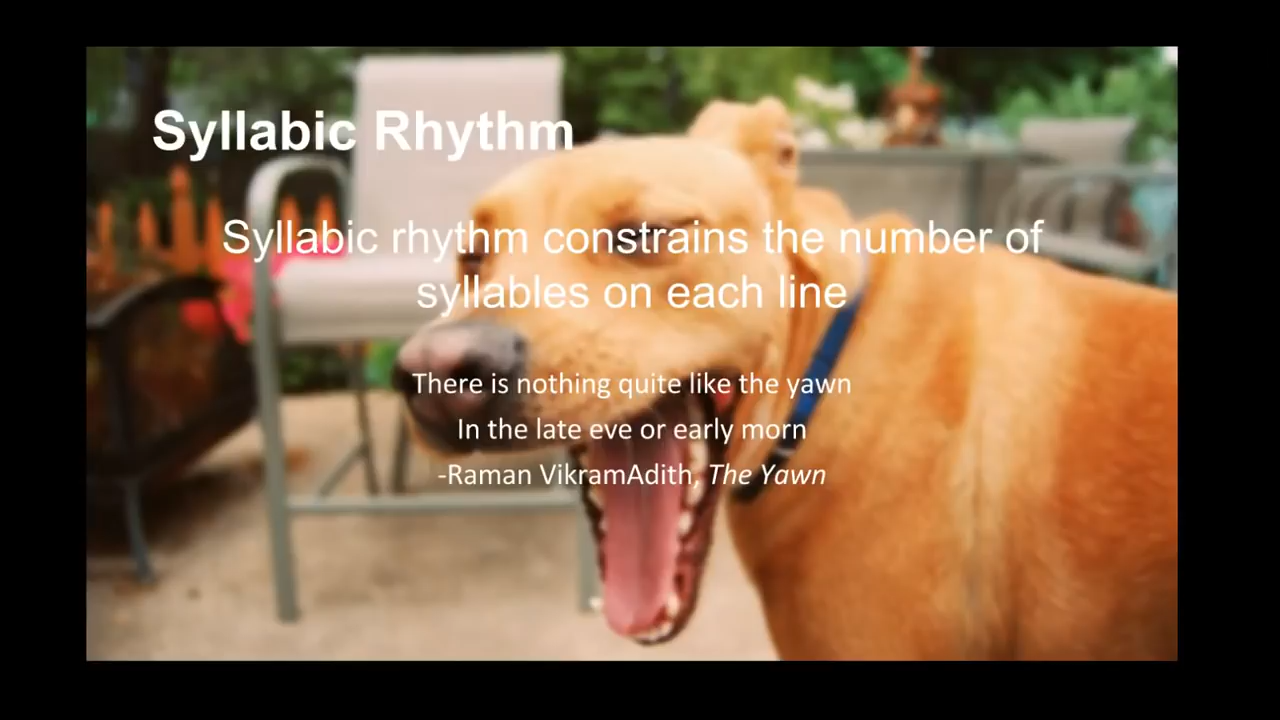 Syllabic Rhythm
Syllabic rhythm constrains the number of
syllables on each line
There is nothing quite like the yawn
In the late eve or early morn
-Raman VikramAdith, The Yawn